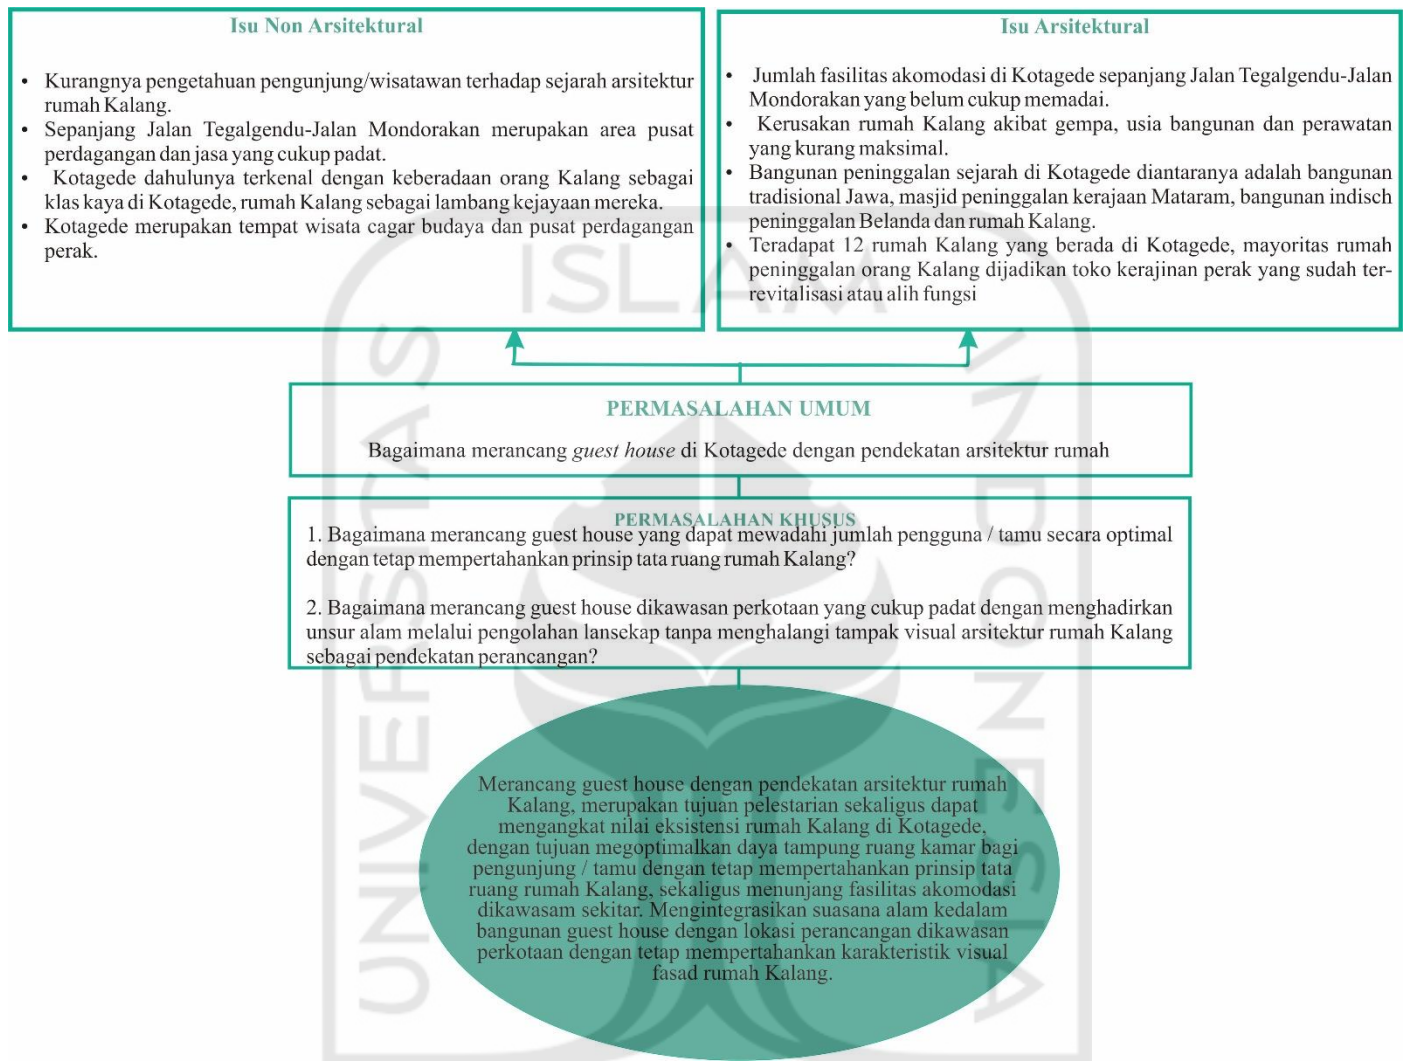 Isu Non Arsitektural
• Kurangnya pengetahuan pengunjung/wisatawan terhadap sejarah arsitektur
rumah Kalang.
• Sepanjang Jalan Tegalgendu-Jalan Mondorakan merupakan area pusat
perdagangan dan jasa yang cukup padat.
• Kotagede dahulunya terkenal dengan keberadaan orang Kalang sebagai
klas kaya di Kotagede, rumah Kalang sebagai lambang kejayaan mereka.
• Kotagede merupakan tempat wisata cagar budaya dan pusat perdagangan
perak.
Isu Arsitektural
• Jumlah fasilitas akomodasi di Kotagede sepanjang Jalan Tegalgendu-Jalan
Mondorakan yang belum cukup memadai.
• Kerusakan rumah Kalang akibat gempa, usia bangunan dan perawatan
yang kurang maksimal.
• Bangunan peninggalan sejarah di Kotagede diantaranya adalah bangunan
tradisional Jawa, masjid peninggalan kerajaan Mataram, bangunan indisch
peninggalan Belanda dan rumah Kalang.
• Teradapat 12 rumah Kalang yang berada di Kotagede, mayoritas rumah
peninggalan orang Kalang dijadikan toko kerajinan perak yang sudah ter-
revitalisasi atau alih fungsi
PERMASALAHAN UMUM
Bagaimana merancang guest house di Kotagede dengan pendekatan arsitektur rumah
PERMASALAHAN KHUSUS
1. Bagaimana merancang guest house yang dapat mewadahi jumlah pengguna / tamu secara optimal
dengan tetap mempertahankan prinsip tata ruang rumah Kalang?
2. Bagaimana merancang guest house dikawasan perkotaan yang cukup padat dengan menghadirkan
unsur alam melalui pengolahan lansekap tanpa menghalangi tampak visual arsitektur rumah Kalang
sebagai pendekatan perancangan?
Merancang guest house dengan pendekatan arsitektur rumah
Kalang, merupakan tujuan pelestarian sekaligus dapat
mengangkat nilai eksistensi rumah Kalang di Kotagede,
dengan tujuan megoptimalkan daya tampung ruang kamar bagi
pengunjung / tamu dengan tetap mempertahankan prinsip tata
ruang rumah Kalang, sekaligus menunjang fasilitas akomodasi
dikawasam sekitar. Mengintegrasikan suasana alam kedalam
bangunan guest house dengan lokasi perancangan dikawasan
perkotaan dengan tetap mempertahankan karakteristik visual
fasad rumah Kalang.
UNIVERSITAS
ISLAM
INDONESIA